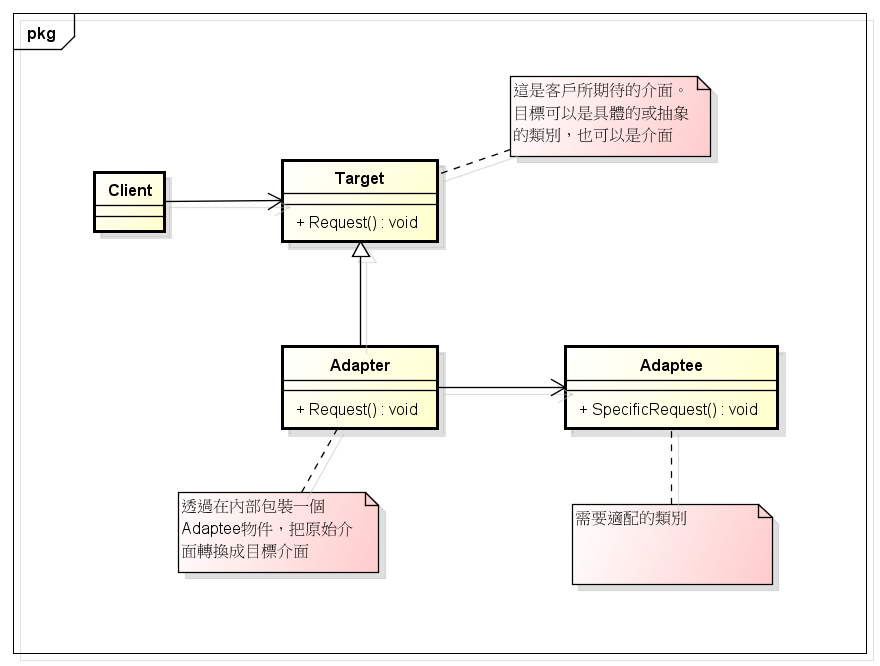 pkg
這是客戶所期待的介面。
目標可以是具體的或抽象
的類別，也可以是介面
Client
Target
+ Request() : void
Adapter
+ Request() : void
Adaptee
+ SpecificRequest() : void
透過在內部包裝一個
Adaptee物件，把原始介
面轉換成目標介面
需要適配的類別